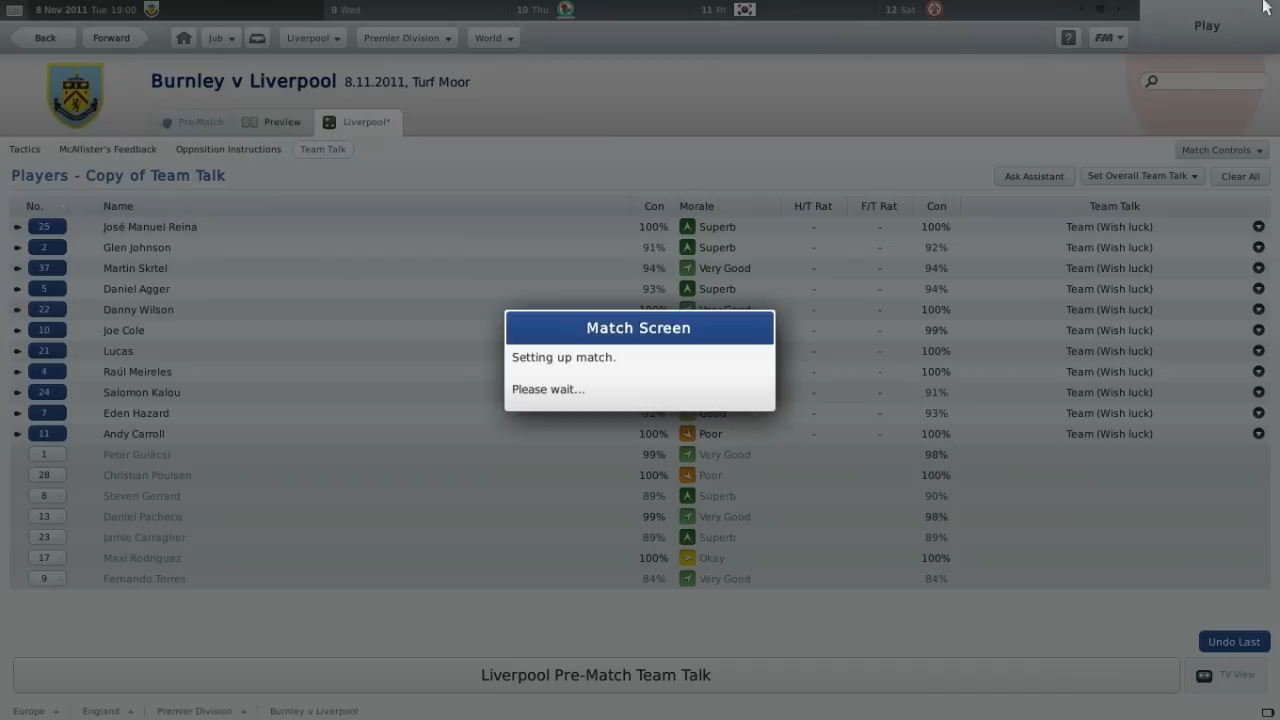 8 Nov 2011 Tue 19:00 9 Wed 10 Thu 11 Fri 12 Sat
Play
Back Forward Jub Liverpool Premier Division World ? FM
Burnley v Liverpool 8.11.2011, Turf Moor
Pre-Match Preview Liverpool*
Tactics McAllister's Feedback Opposition Instructions Team Talk Match Controls
Players - Copy of Team Talk Ask Assistant Set Overall Team Talk Clear All
No. Name Con Morale H/T Rat F/T Rat Con Team Talk
25 José Manuel Reina 100% Superb - - 100% Team (Wish luck)
2 Glen Johnson 91% Superb - - 92% Team (Wish luck)
37 Martin Skrtel 94% Very Good - - 94% Team (Wish luck)
5 Daniel Agger 93% Superb - - 94% Team (Wish luck)
22 Danny Wilson - - 100% Team (Wish luck)
10 Joe Cole 99% Team (Wish luck)
21 Lucas 100% Team (Wish luck)
4 Raúl Meireles 100% Team (Wish luck)
24 Salomon Kalou 91% Team (Wish luck)
7 Eden Hazard 92% Good - - 93% Team (Wish luck)
11 Andy Carroll 100% Poor - - 100% Team (Wish luck)
1 Peter Gulácsi 99% Very Good 98%
28 Christian Poulsen 100% Poor 100%
8 Steven Gerrard 89% Superb 90%
13 Daniel Pacheco 99% Very Good 98%
23 Jamie Carragher 89% Superb 89%
17 Maxi Rodríguez 100% Okay 100%
9 Fernando Torres 84% Very Good 84%
Match Screen
Setting up match.
Please wait...
Undo Last
Liverpool Pre-Match Team Talk TV View
Europe England Premier Division Burnley v Liverpool